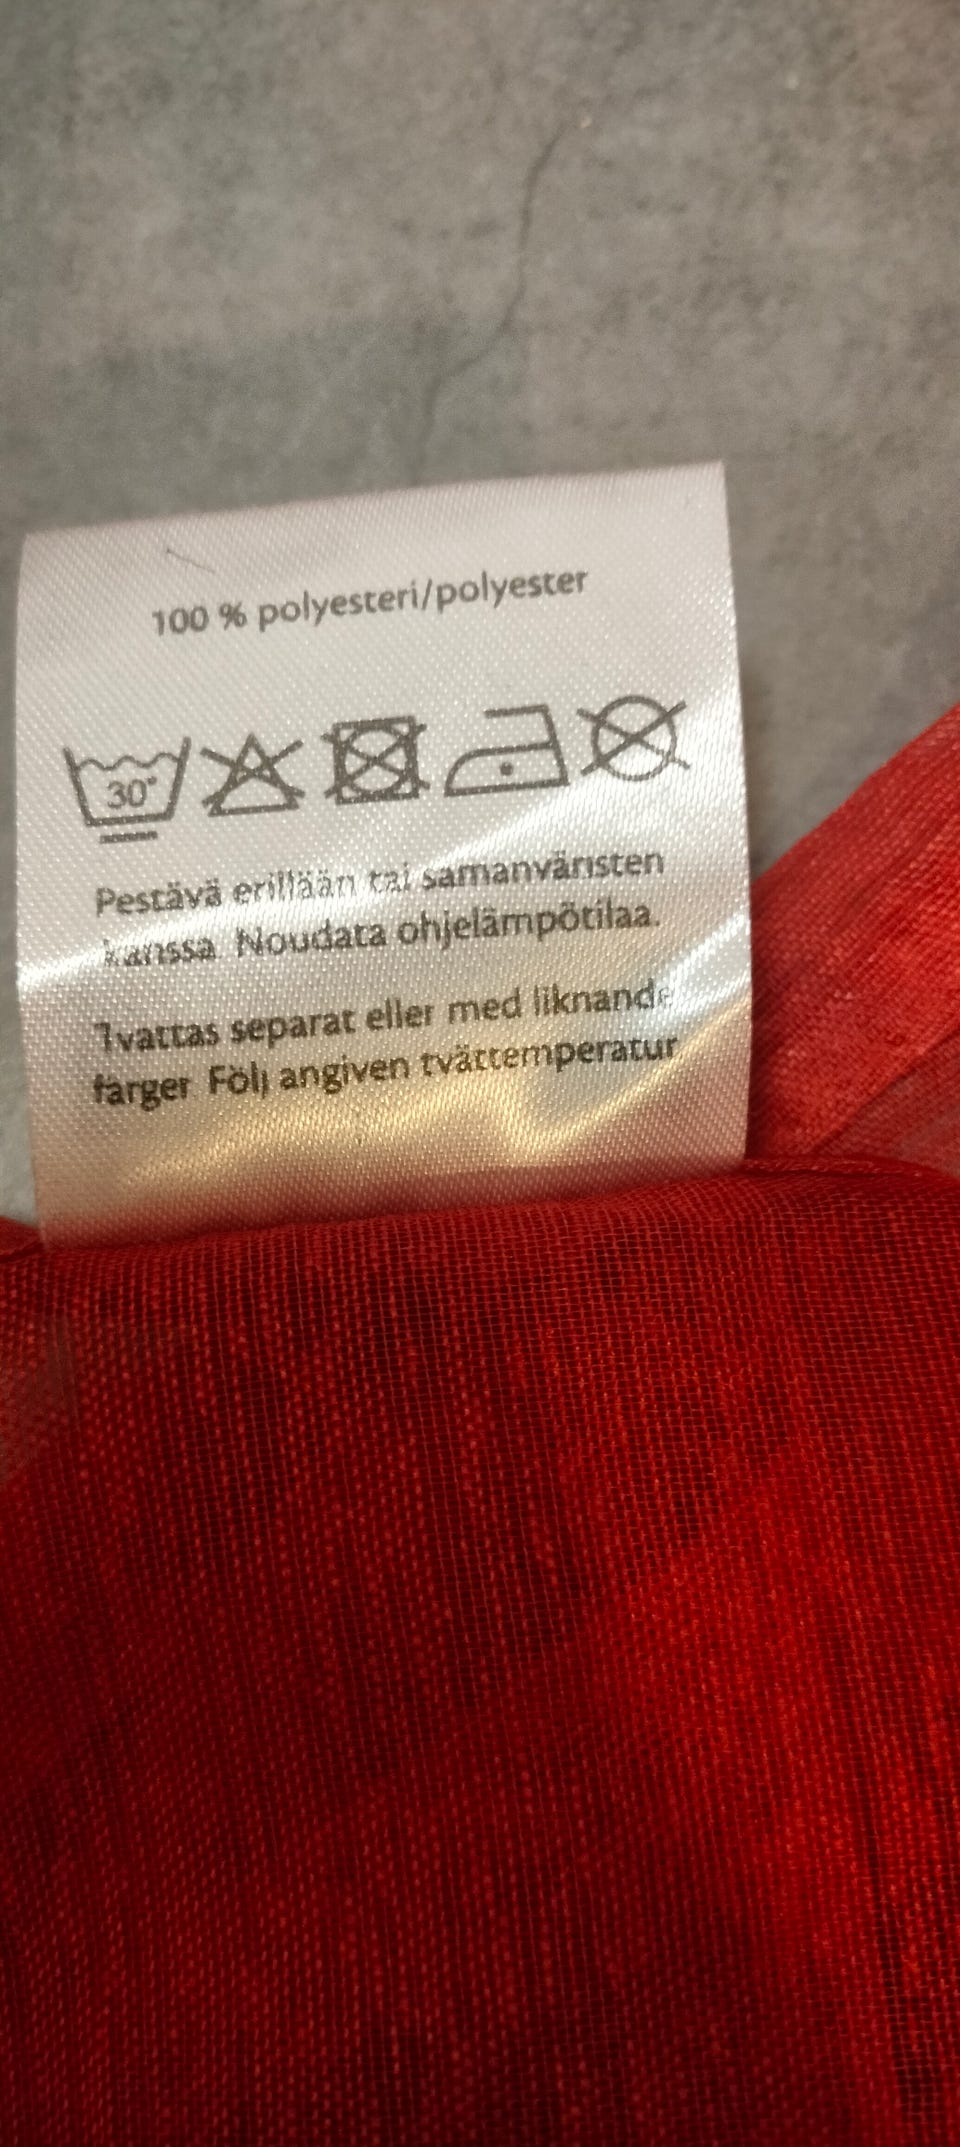 100 % polyesteri/polyester
30°
Pestävä erillään tai samanväristen
kanssa. Noudata ohjelämpötilaa.
Tvättas separat eller med liknande
färger. Följ angiven tvättemperatur